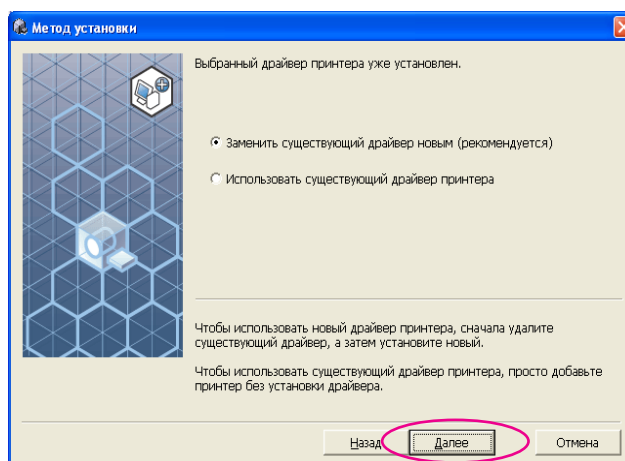 Метод установки
Выбранный драйвер принтера уже установлен.
Заменить существующий драйвер новым (рекомендуется)
Использовать существующий драйвер принтера
Чтобы использовать новый драйвер принтера, сначала удалите
существующий драйвер, а затем установите новый.
Чтобы использовать существующий драйвер принтера, просто добавьте
принтер без установки драйвера.
Назад Далее Отмена